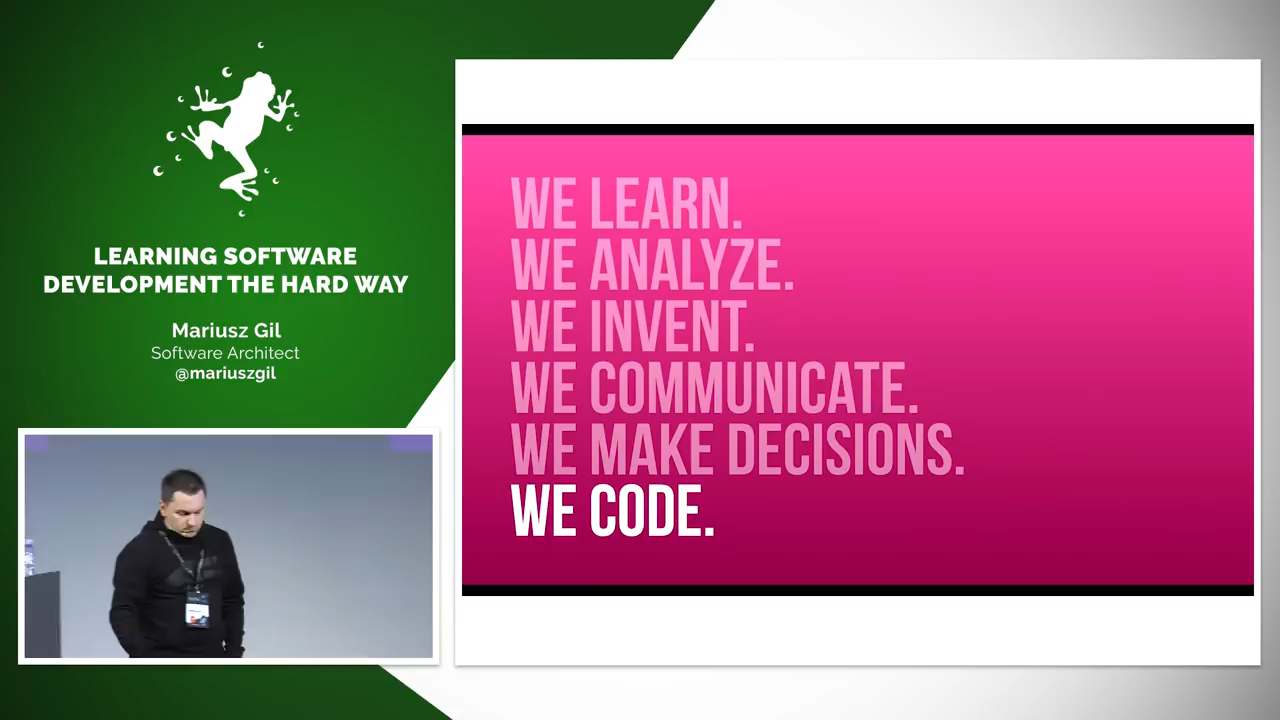 LEARNING SOFTWARE
DEVELOPMENT THE HARD WAY
Mariusz Gil
Software Architect
@mariuszgil
WE LEARN.
WE ANALYZE.
WE INVENT.
WE COMMUNICATE.
WE MAKE DECISIONS.
WE CODE.